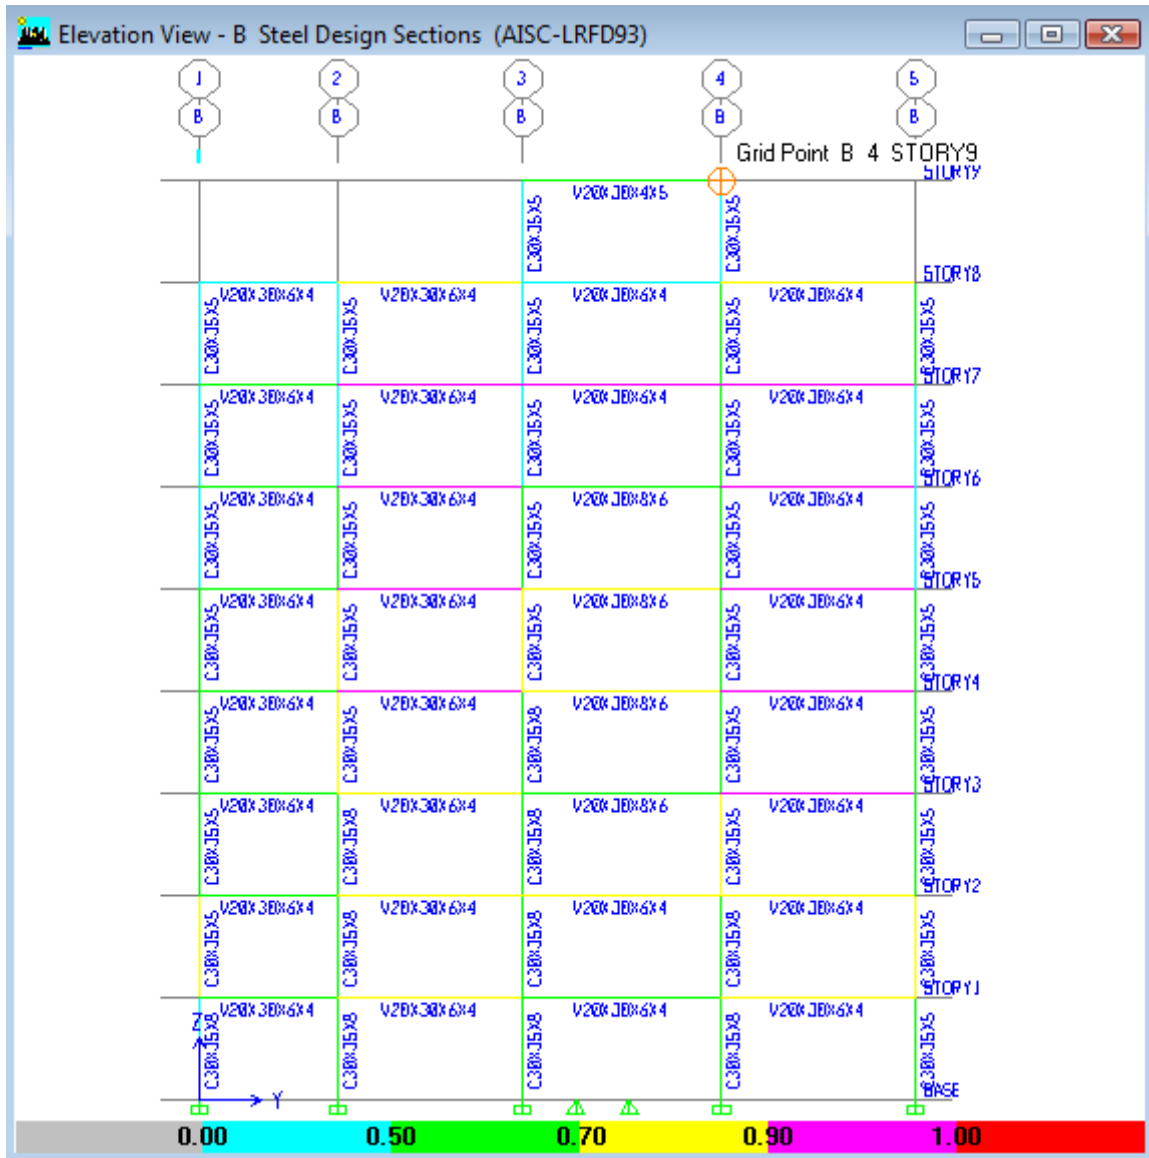 Elevation View - B Steel Design Sections (AISC-LRFD93)
1 2 3 4 5
B B B B B
Grid Point B 4 STORY9
STORY9
V20X30X4X5
C30X35X5 C30X35X5
STORY8
V20X30X6X4 V20X30X6X4 V20X30X6X4 V20X30X6X4
C30X35X5 C30X35X5 C30X35X5 C30X35X5 C30X35X5
STORY7
V20X30X6X4 V20X30X6X4 V20X30X6X4 V20X30X6X4
C30X35X5 C30X35X5 C30X35X5 C30X35X5 C30X35X5
STORY6
V20X30X6X4 V20X30X6X4 V20X30X8X6 V20X30X6X4
C30X35X5 C30X35X5 C30X35X5 C30X35X5 C30X35X5
STORY5
V20X30X6X4 V20X30X6X4 V20X30X8X6 V20X30X6X4
C30X35X5 C30X35X5 C30X35X5 C30X35X5 C30X35X5
STORY4
V20X30X6X4 V20X30X6X4 V20X30X8X6 V20X30X6X4
C30X35X5 C30X35X5 C30X35X8 C30X35X5 C30X35X5
STORY3
V20X30X6X4 V20X30X6X4 V20X30X8X6 V20X30X6X4
C30X35X5 C30X35X8 C30X35X8 C30X35X5 C30X35X5
STORY2
V20X30X6X4 V20X30X6X4 V20X30X6X4 V20X30X6X4
C30X35X5 C30X35X8 C30X35X8 C30X35X8 C30X35X5
STORY1
V20X30X6X4 V20X30X6X4 V20X30X6X4 V20X30X6X4
C30X35X8 C30X35X8 C30X35X8 C30X35X8 C30X35X5
Z
BASE
Y
0.00 0.50 0.70 0.90 1.00